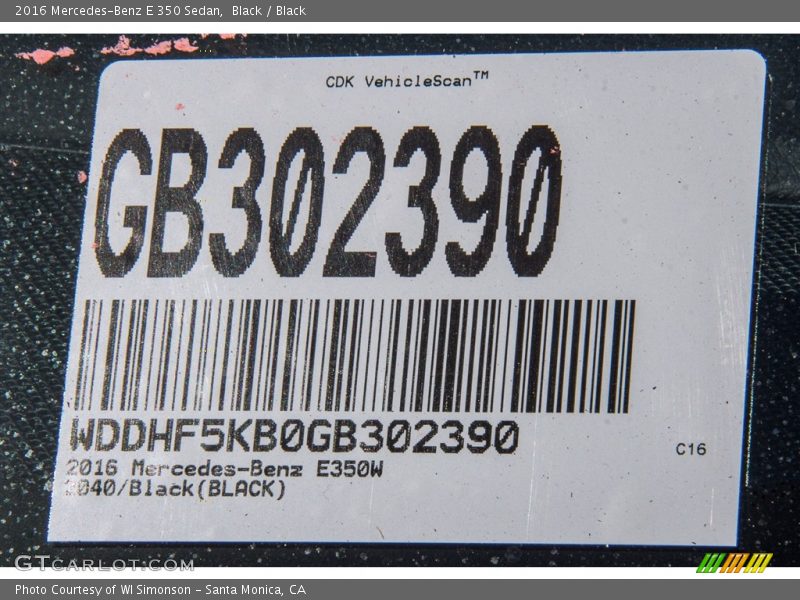 2016 Mercedes-Benz E 350 Sedan,  Black / Black
CDK VehicleScan™
GB302390
WDDHF5KB0GB302390
2016 Mercedes-Benz E350W
2040/Black(BLACK)
C16
GTCARLOT.COM
Photo Courtesy of WI Simonson - Santa Monica, CA